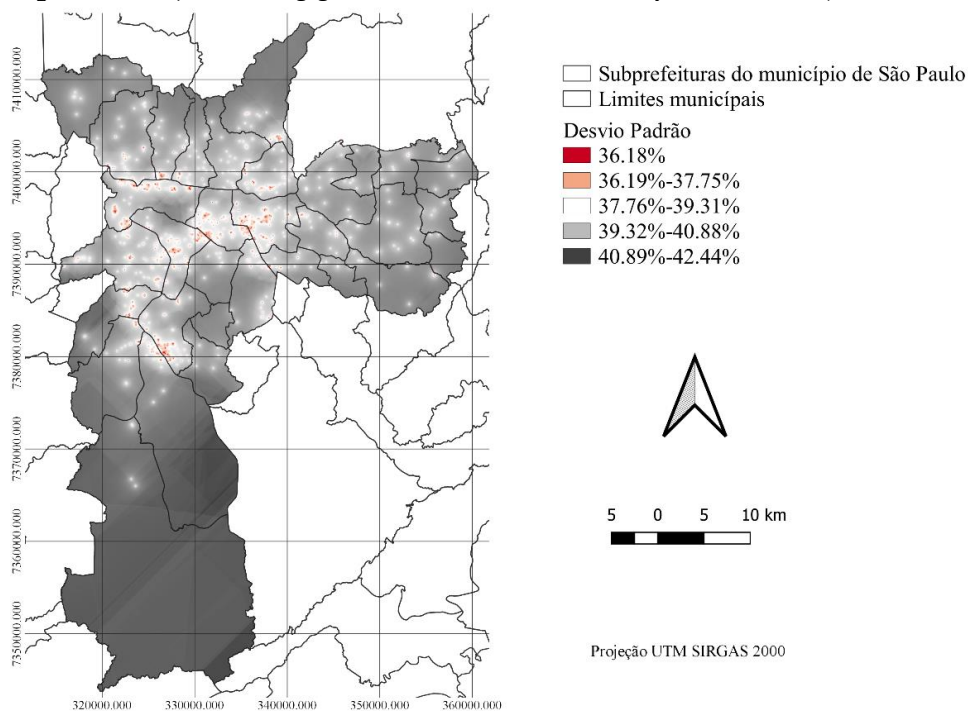 Subprefeituras do município de São Paulo
Limites municípais
Desvio Padrão
36.18%
36.19%-37.75%
37.76%-39.31%
39.32%-40.88%
40.89%-42.44%
5 0 5 10 km
Projeção UTM SIRGAS 2000
7410000.000
7400000.000
7390000.000
7380000.000
7370000.000
7360000.000
7350000.000
320000.000 330000.000 340000.000 350000.000 360000.000